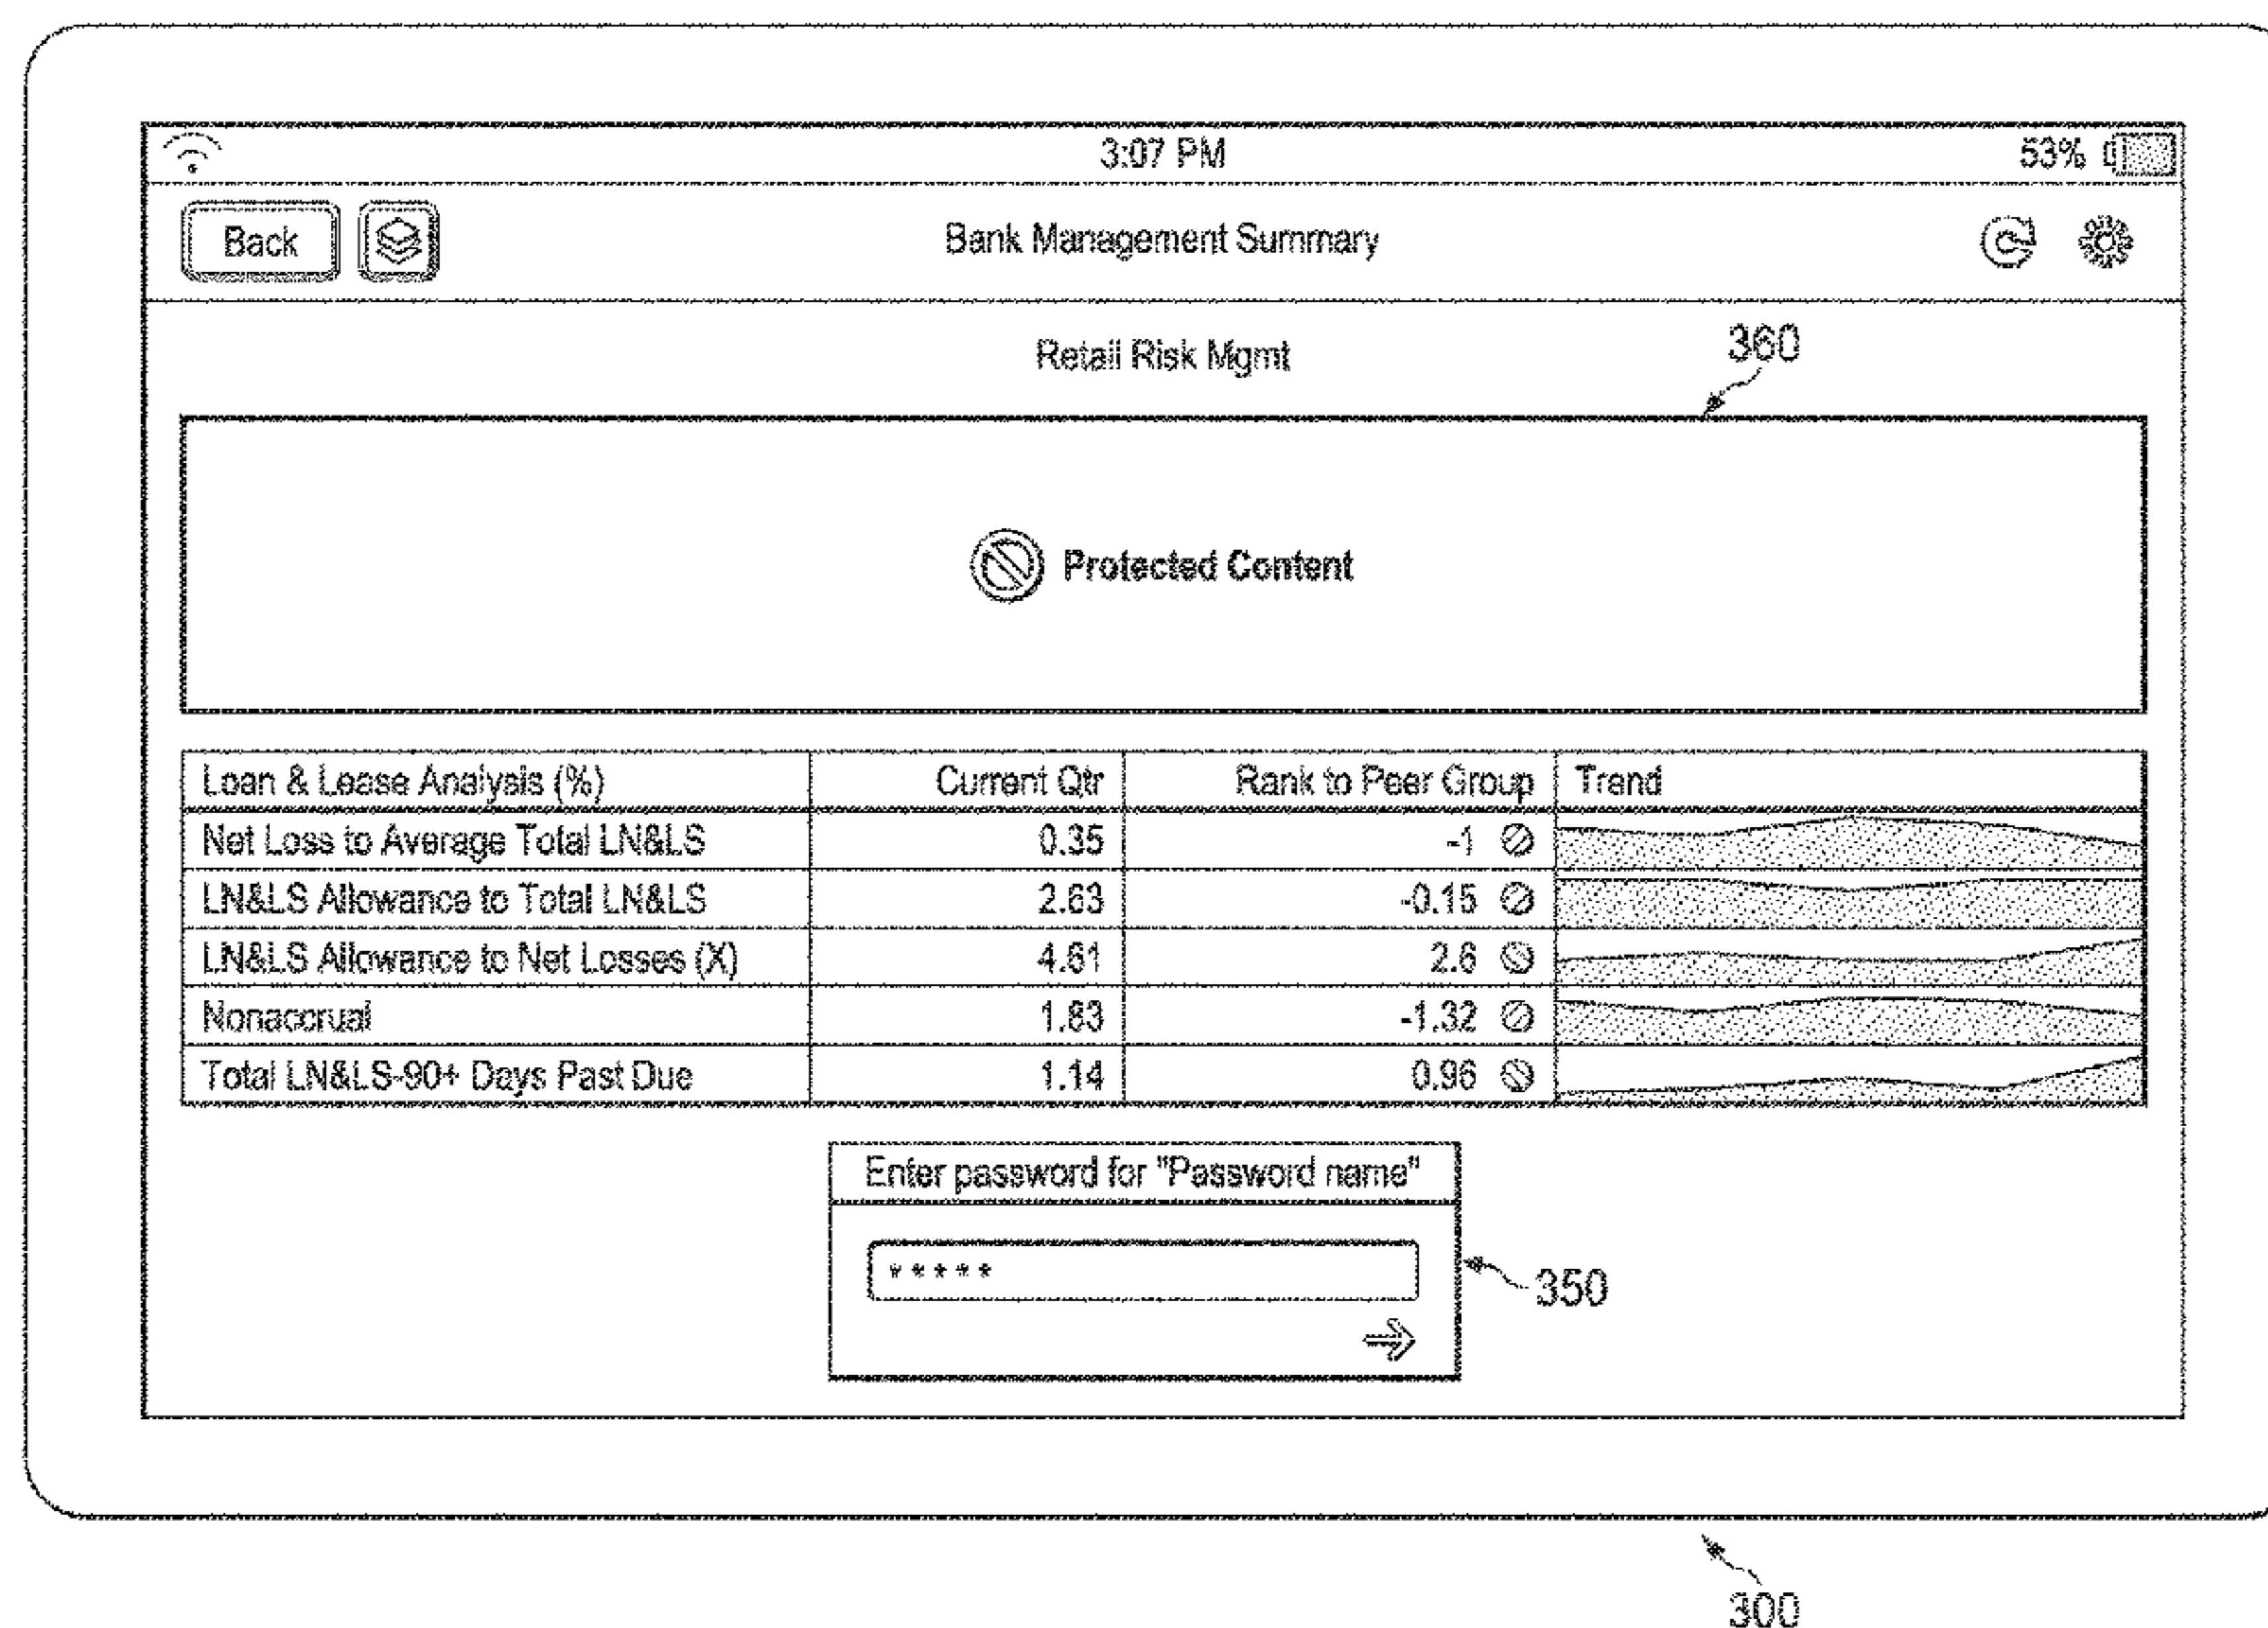 3:07 PM 53%
Back Bank Management Summary
Retail Risk Mgmt 360
Protected Content
Loan & Lease Analysis (%) Current Qtr Rank to Peer Group Trend
Net Loss to Average Total LN&LS 0.35 -1
LN&LS Allowance to Total LN&LS 2.63 -0.15
LN&LS Allowance to Net Losses (X) 4.61 2.6
Nonaccrual 1.83 -1.32
Total LN&LS-90+ Days Past Due 1.14 0.96
Enter password for "Password name"
***** 350
300